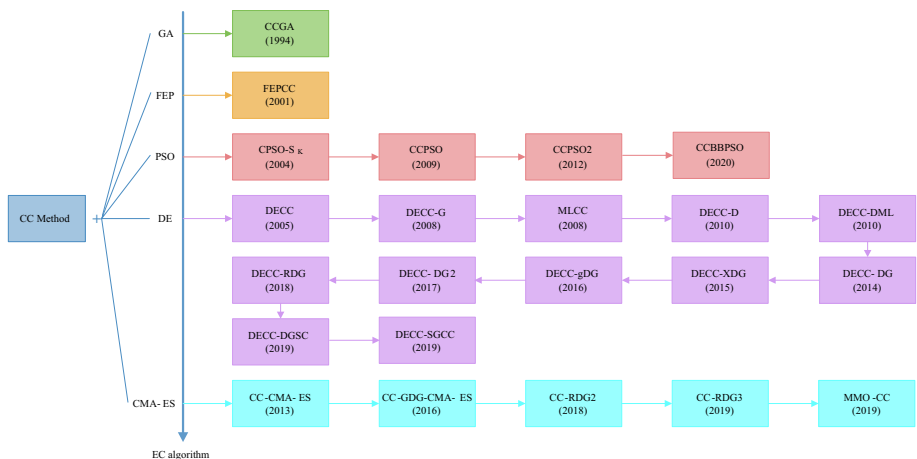 GA
CCGA
(1994)
FEP
FEPCC
(2001)
PSO
CPSO-S K
(2004)
CCPSO
(2009)
CCPSO2
(2012)
CCBBPSO
(2020)
CC Method
DE
DECC
(2005)
DECC-G
(2008)
MLCC
(2008)
DECC-D
(2010)
DECC-DML
(2010)
DECC-RDG
(2018)
DECC- DG2
(2017)
DECC-gDG
(2016)
DECC-XDG
(2015)
DECC- DG
(2014)
DECC-DGSC
(2019)
DECC-SGCC
(2019)
CMA- ES
CC-CMA- ES
(2013)
CC-GDG-CMA- ES
(2016)
CC-RDG2
(2018)
CC-RDG3
(2019)
MMO -CC
(2019)
EC algorithm